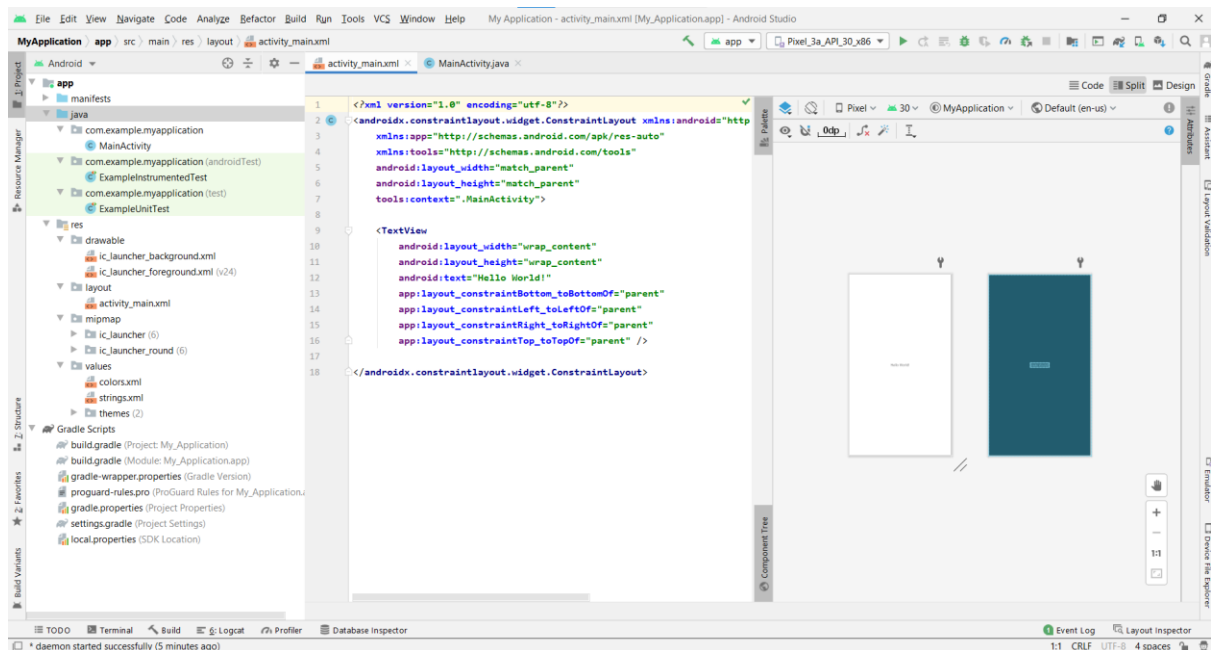 File Edit View Navigate Code Analyze Refactor Build Run Tools VCS Window Help My Application - activity_main.xml [My_Application.app] - Android Studio
MyApplication app src main res layout activity_main.xml
app Pixel_3a_API_30_x86
Android
activity_main.xml
MainActivity.java
Code Split Design
1: Project
Resource Manager
Z: Structure
2: Favorites
Build Variants
app
manifests
java
com.example.myapplication
MainActivity
com.example.myapplication (androidTest)
ExampleInstrumentedTest
com.example.myapplication (test)
ExampleUnitTest
res
drawable
ic_launcher_background.xml
ic_launcher_foreground.xml (v24)
layout
activity_main.xml
mipmap
ic_launcher (6)
ic_launcher_round (6)
values
colors.xml
strings.xml
themes (2)
Gradle Scripts
build.gradle (Project: My_Application)
build.gradle (Module: My_Application.app)
gradle-wrapper.properties (Gradle Version)
proguard-rules.pro (ProGuard Rules for My_Application.
gradle.properties (Project Properties)
settings.gradle (Project Settings)
local.properties (SDK Location)
1 <?xml version="1.0" encoding="utf-8"?>
2 <androidx.constraintlayout.widget.ConstraintLayout xmlns:android="http
3 xmlns:app="http://schemas.android.com/apk/res-auto"
4 xmlns:tools="http://schemas.android.com/tools"
5 android:layout_width="match_parent"
6 android:layout_height="match_parent"
7 tools:context=".MainActivity">
8
9 <TextView
10 android:layout_width="wrap_content"
11 android:layout_height="wrap_content"
12 android:text="Hello World!"
13 app:layout_constraintBottom_toBottomOf="parent"
14 app:layout_constraintLeft_toLeftOf="parent"
15 app:layout_constraintRight_toRightOf="parent"
16 app:layout_constraintTop_toTopOf="parent" />
17
18 </androidx.constraintlayout.widget.ConstraintLayout>
Palette
Component Tree
Pixel 30 MyApplication Default (en-us)
0dp
1:1
Attributes
Gradle
Assistant
Layout Validation
Emulator
Device File Explorer
TODO Terminal Build 6: Logcat Profiler Database Inspector
1 Event Log Layout Inspector
* daemon started successfully (5 minutes ago)
1:1 CRLF UTF-8 4 spaces